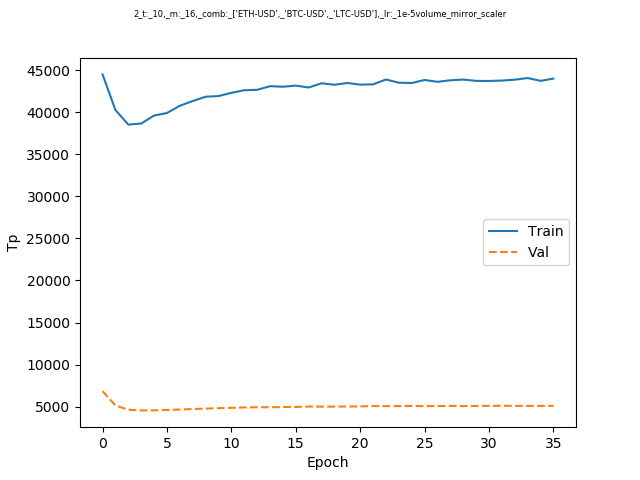 2_t:_10,_m:_16,_comb:_['ETH-USD',_'BTC-USD',_'LTC-USD'],_lr:_1e-5volume_mirror_scaler
45000
40000
35000
30000
25000
20000
15000
10000
5000
Tp
Train
Val
0 5 10 15 20 25 30 35
Epoch